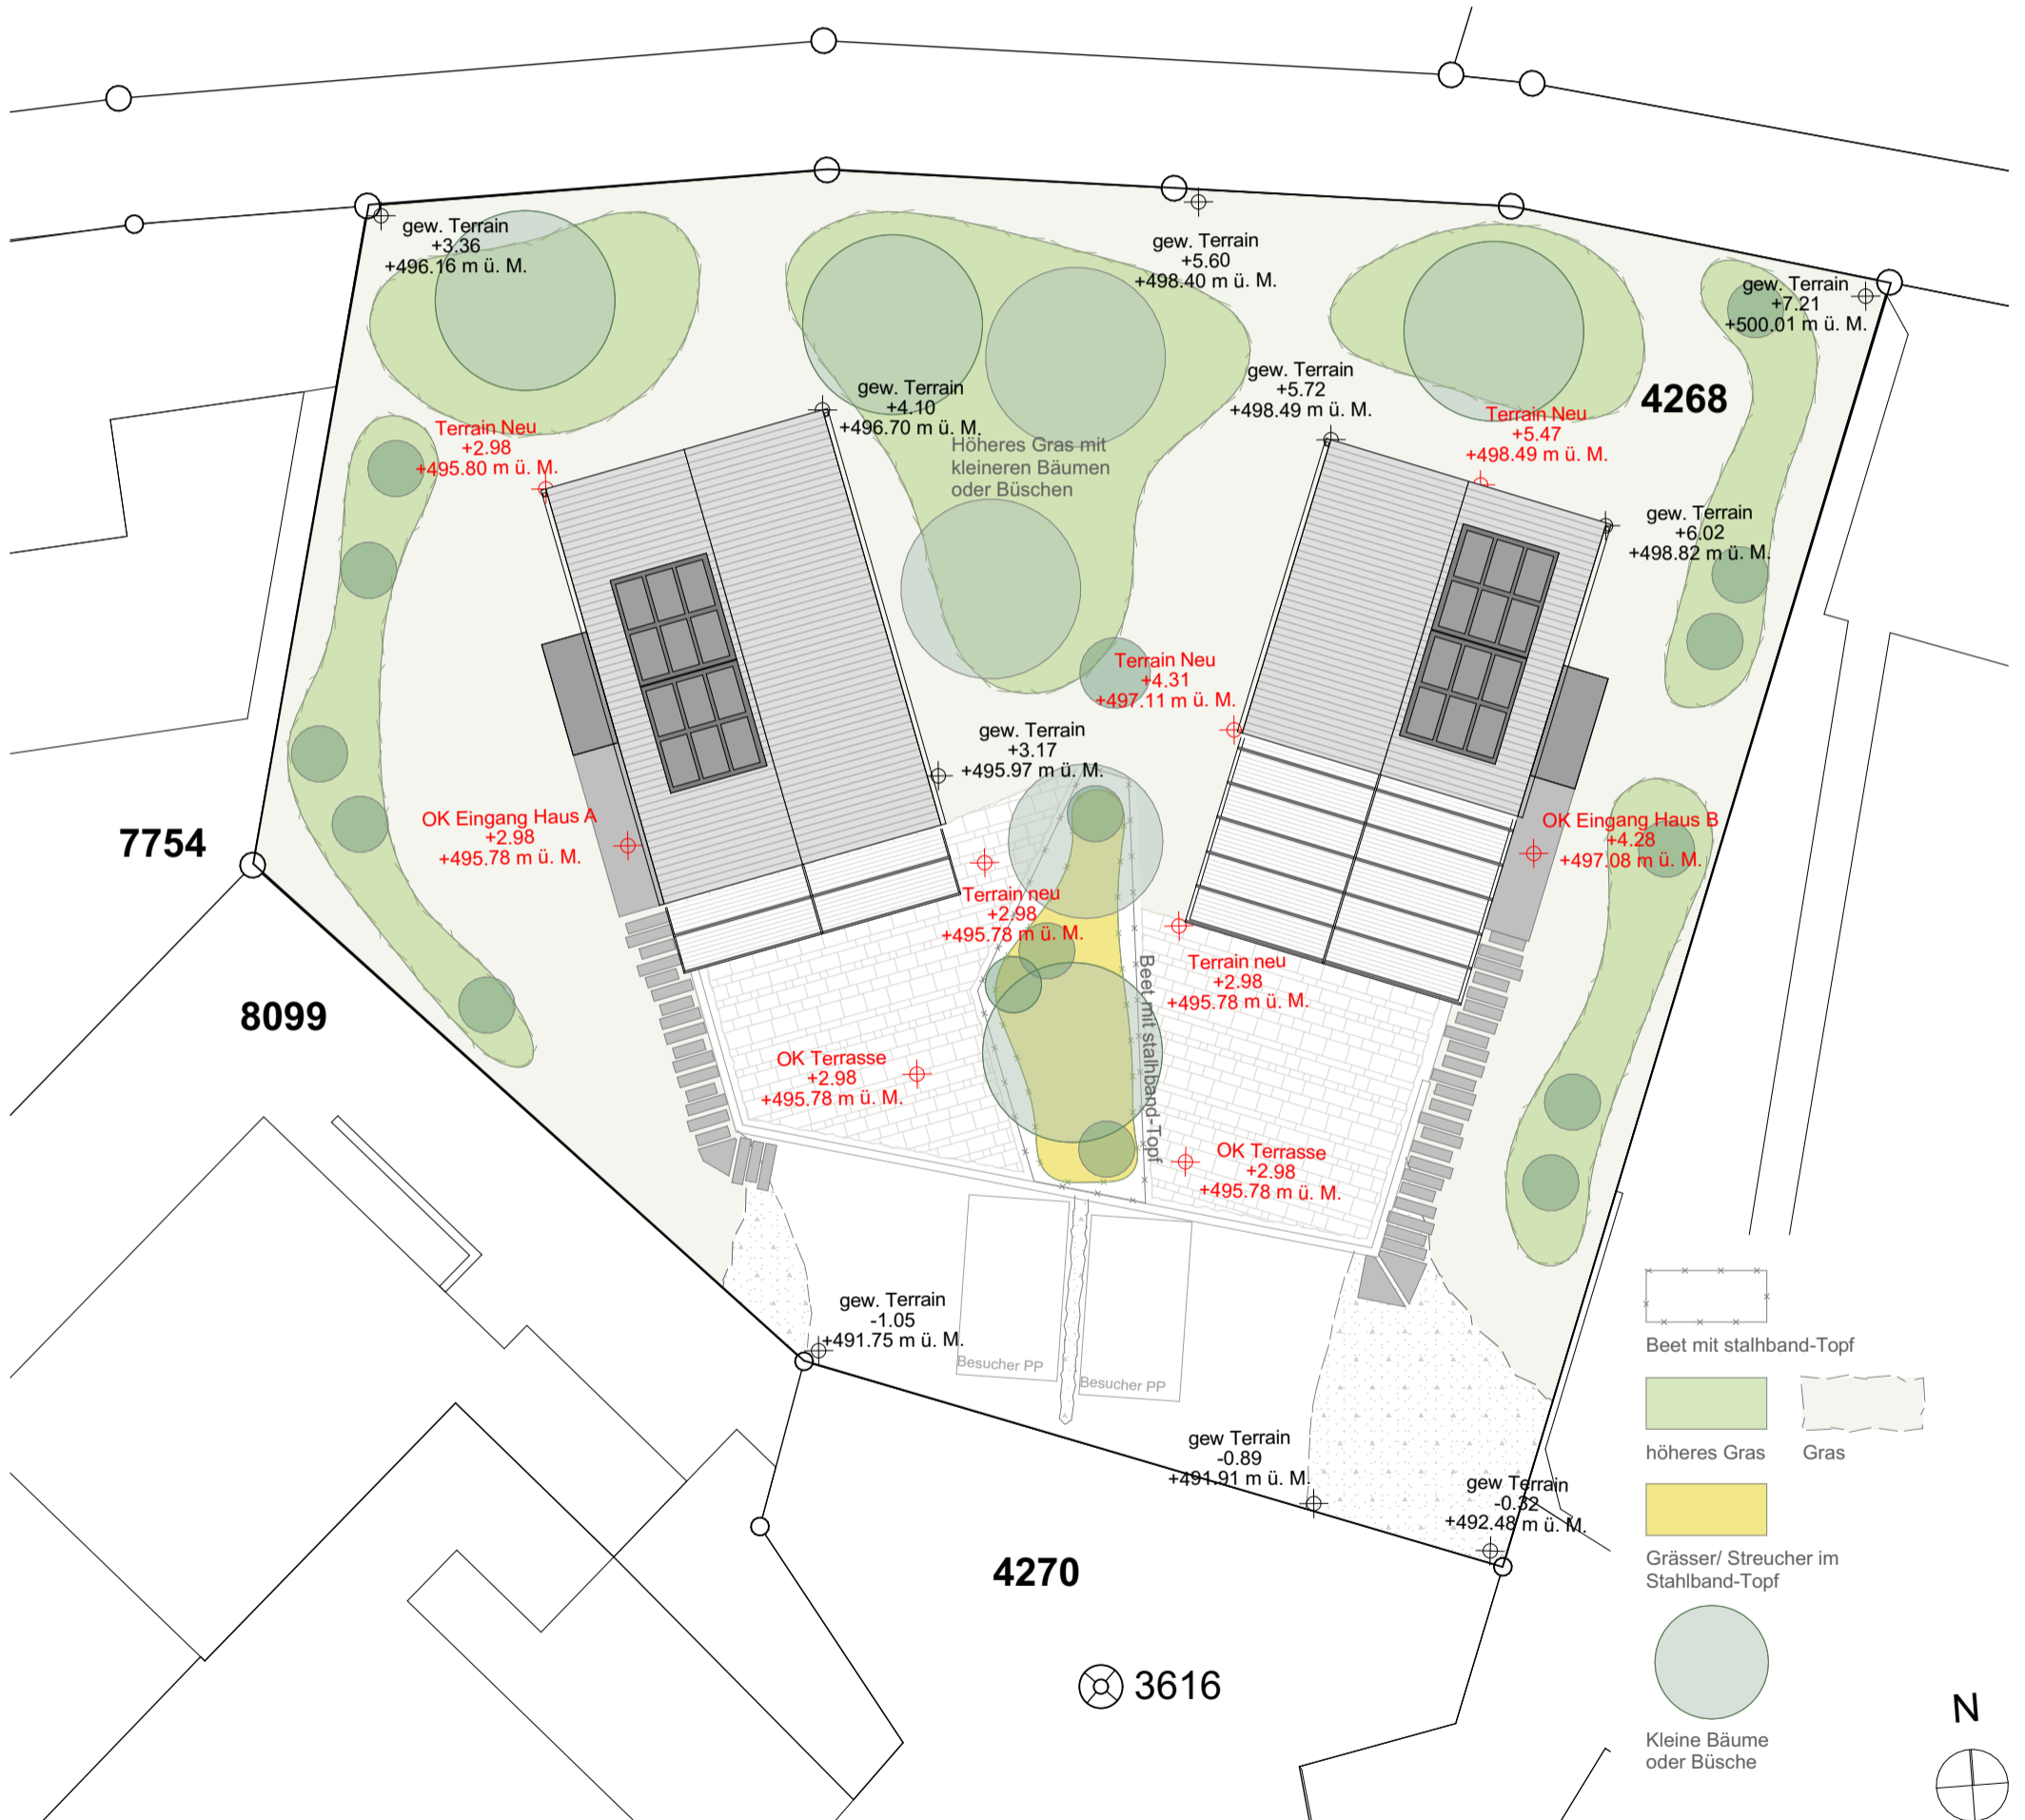 gew. Terrain
+3.36
+496.16 m ü. M.
gew. Terrain
+5.60
+498.40 m ü. M.
gew. Terrain
+7.21
+500.01 m ü. M.
gew. Terrain
+4.10
+496.70 m ü. M.
gew. Terrain
+5.72
+498.49 m ü. M.
4268
Terrain Neu
+2.98
+495.80 m ü. M.
Terrain Neu
+5.47
+498.49 m ü. M.
Höheres Gras mit
kleineren Bäumen
oder Büschen
gew. Terrain
+6.02
+498.82 m ü. M.
Terrain Neu
+4.31
+497.11 m ü. M.
gew. Terrain
+3.17
+495.97 m ü. M.
7754
OK Eingang Haus A
+2.98
+495.78 m ü. M.
OK Eingang Haus B
+4.28
+497.08 m ü. M.
Terrain neu
+2.98
+495.78 m ü. M.
Terrain neu
+2.98
+495.78 m ü. M.
Beet mit stalhband-Topf
8099
OK Terrasse
+2.98
+495.78 m ü. M.
OK Terrasse
+2.98
+495.78 m ü. M.
gew. Terrain
-1.05
+491.75 m ü. M.
Besucher PP
Besucher PP
gew Terrain
-0.89
+491.91 m ü. M.
gew Terrain
-0.32
+492.48 m ü. M.
4270
3616
Beet mit stalhband-Topf
höheres Gras
Gras
Grässer/ Streucher im
Stahlband-Topf
Kleine Bäume
oder Büsche
N